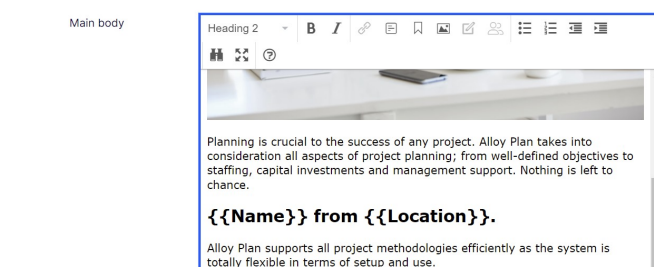 Main body
Heading 2
B I
Planning is crucial to the success of any project. Alloy Plan takes into
consideration all aspects of project planning; from well-defined objectives to
staffing, capital investments and management support. Nothing is left to
chance.
{{Name}} from {{Location}}.
Alloy Plan supports all project methodologies efficiently as the system is
totally flexible in terms of setup and use.